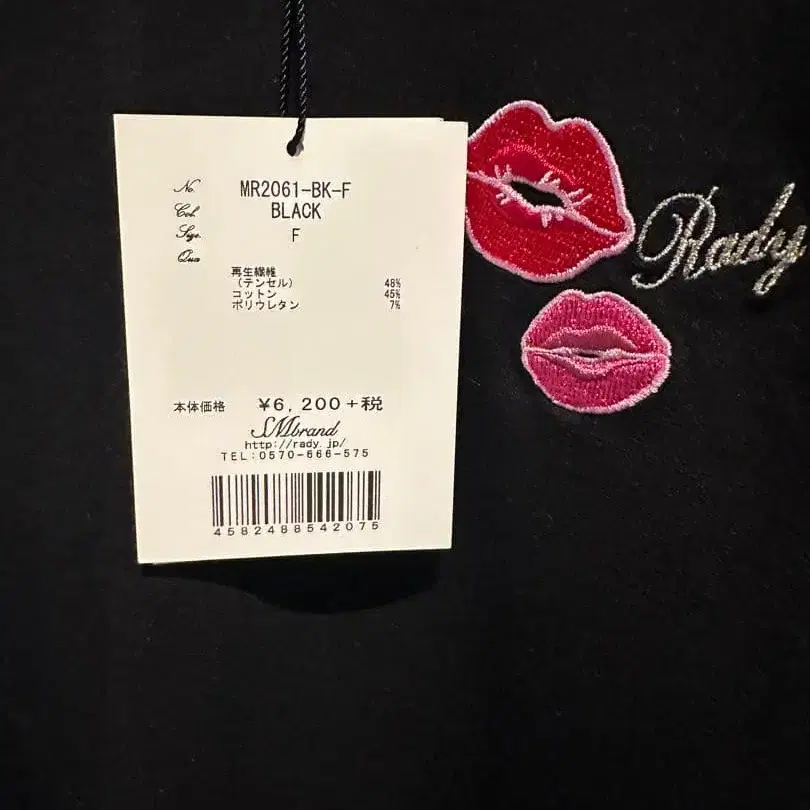 No. MR2061-BK-F
Col. BLACK
Size. F
Qua
再生繊維
(テンセル) 48%
コットン 45%
ポリウレタン 7%
本体価格 ¥6,200+税
SMbrand
http://rady.jp/
TEL:0570-666-575
4582488542075
Rady